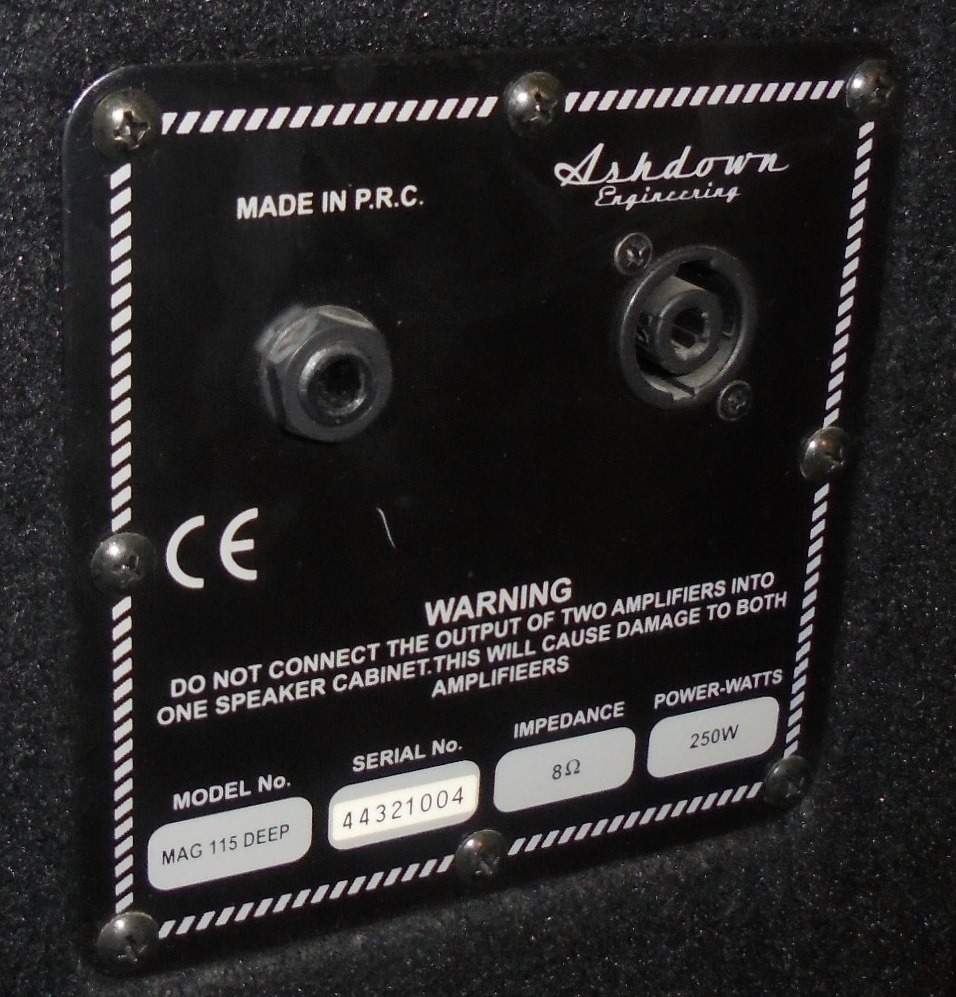 Ashdown
Engineering
MADE IN P.R.C.
CE
WARNING
DO NOT CONNECT THE OUTPUT OF TWO AMPLIFIERS INTO
ONE SPEAKER CABINET.THIS WILL CAUSE DAMAGE TO BOTH
AMPLIFIEERS
MODEL No.
MAG 115 DEEP
SERIAL No.
44321004
IMPEDANCE
8Ω
POWER-WATTS
250W